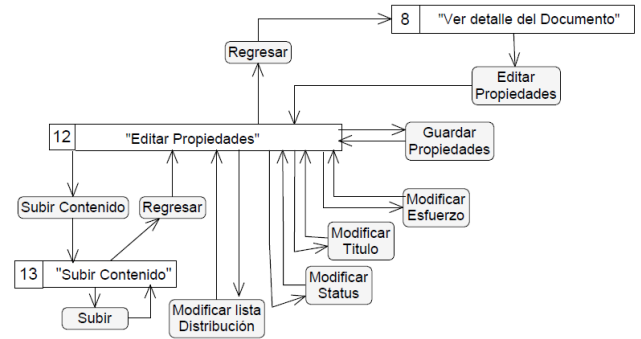 8 "Ver detalle del Documento"
Regresar
Editar
Propiedades
12 "Editar Propiedades"
Guardar
Propiedades
Subir Contenido
Regresar
Modificar
Esfuerzo
Modificar
Titulo
13 "Subir Contenido"
Modificar
Status
Subir
Modificar lista
Distribución